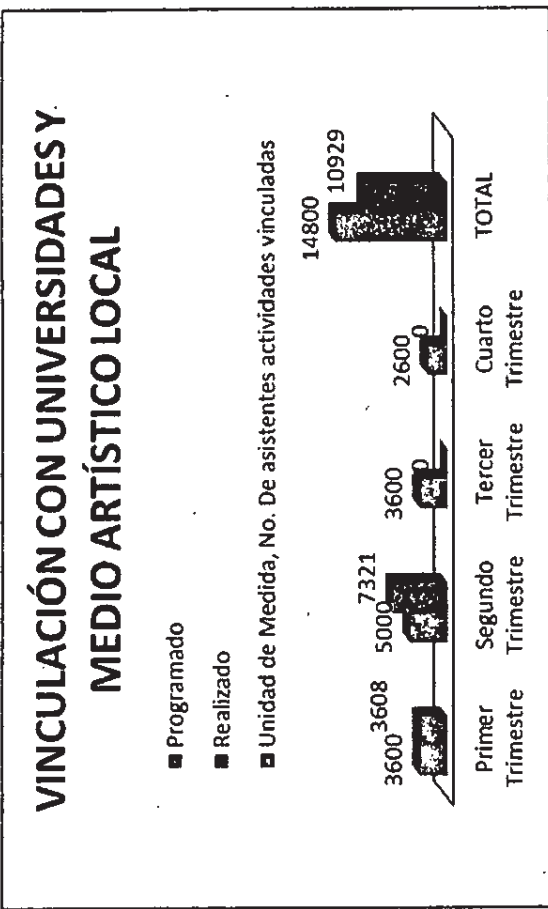 VINCULACIÓN CON UNIVERSIDADES Y
MEDIO ARTÍSTICO LOCAL
Programado
Realizado
Unidad de Medida, No. De asistentes actividades vinculadas
3600
3608
5000
7321
3600
0
2600
0
14800
10929
Primer
Trimestre
Segundo
Trimestre
Tercer
Trimestre
Cuarto
Trimestre
TOTAL